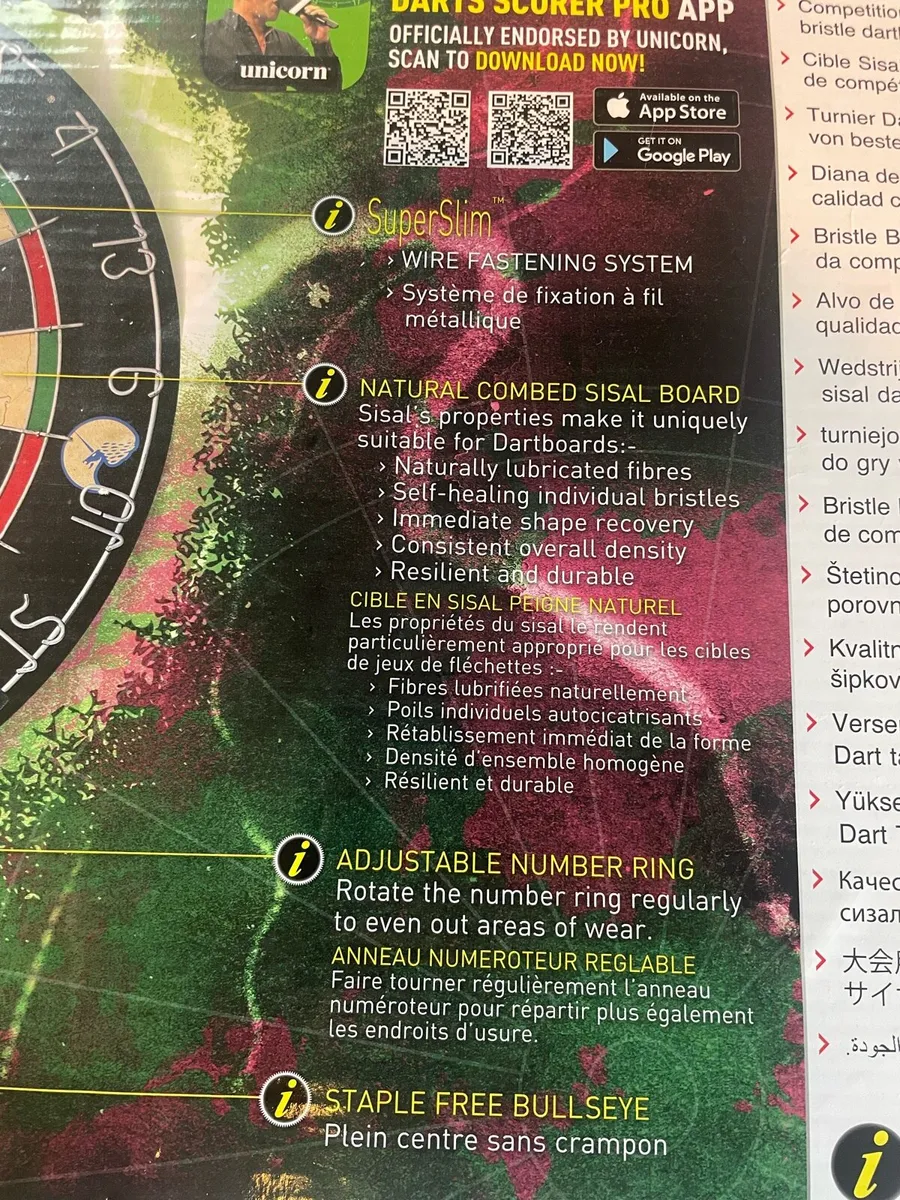 DARTS SCORER PRO APP
OFFICIALLY ENDORSED BY UNICORN,
SCAN TO DOWNLOAD NOW!
unicorn
Available on the
App Store
GET IT ON
Google Play
4
13
6
10
15
i
SuperSlim™
› WIRE FASTENING SYSTEM
› Système de fixation à fil
métallique
i
NATURAL COMBED SISAL BOARD
Sisal's properties make it uniquely
suitable for Dartboards:-
› Naturally lubricated fibres
› Self-healing individual bristles
› Immediate shape recovery
› Consistent overall density
› Resilient and durable
CIBLE EN SISAL PEIGNE NATUREL
Les propriétés du sisal le rendent
particulièrement approprié pour les cibles
de jeux de fléchettes :-
› Fibres lubrifiées naturellement
› Poils individuels autocicatrisants
› Rétablissement immédiat de la forme
› Densité d'ensemble homogène
› Résilient et durable
i
ADJUSTABLE NUMBER RING
Rotate the number ring regularly
to even out areas of wear.
ANNEAU NUMEROTEUR REGLABLE
Faire tourner régulièrement l'anneau
numéroteur pour répartir plus également
les endroits d'usure.
i
STAPLE FREE BULLSEYE
Plein centre sans crampon
› Competitio
bristle dart
› Cible Sisa
de compé
› Turnier Da
von beste
› Diana de
calidad c
› Bristle B
da comp
› Alvo de
qualidad
› Wedstrij
sisal da
› turniejo
do gry
› Bristle
de com
› Štetino
porovn
› Kvalitn
šipkov
› Verse
Dart ta
› Yükse
Dart
› Качес
сизал
› 大会
サイ
› الجودة.
i